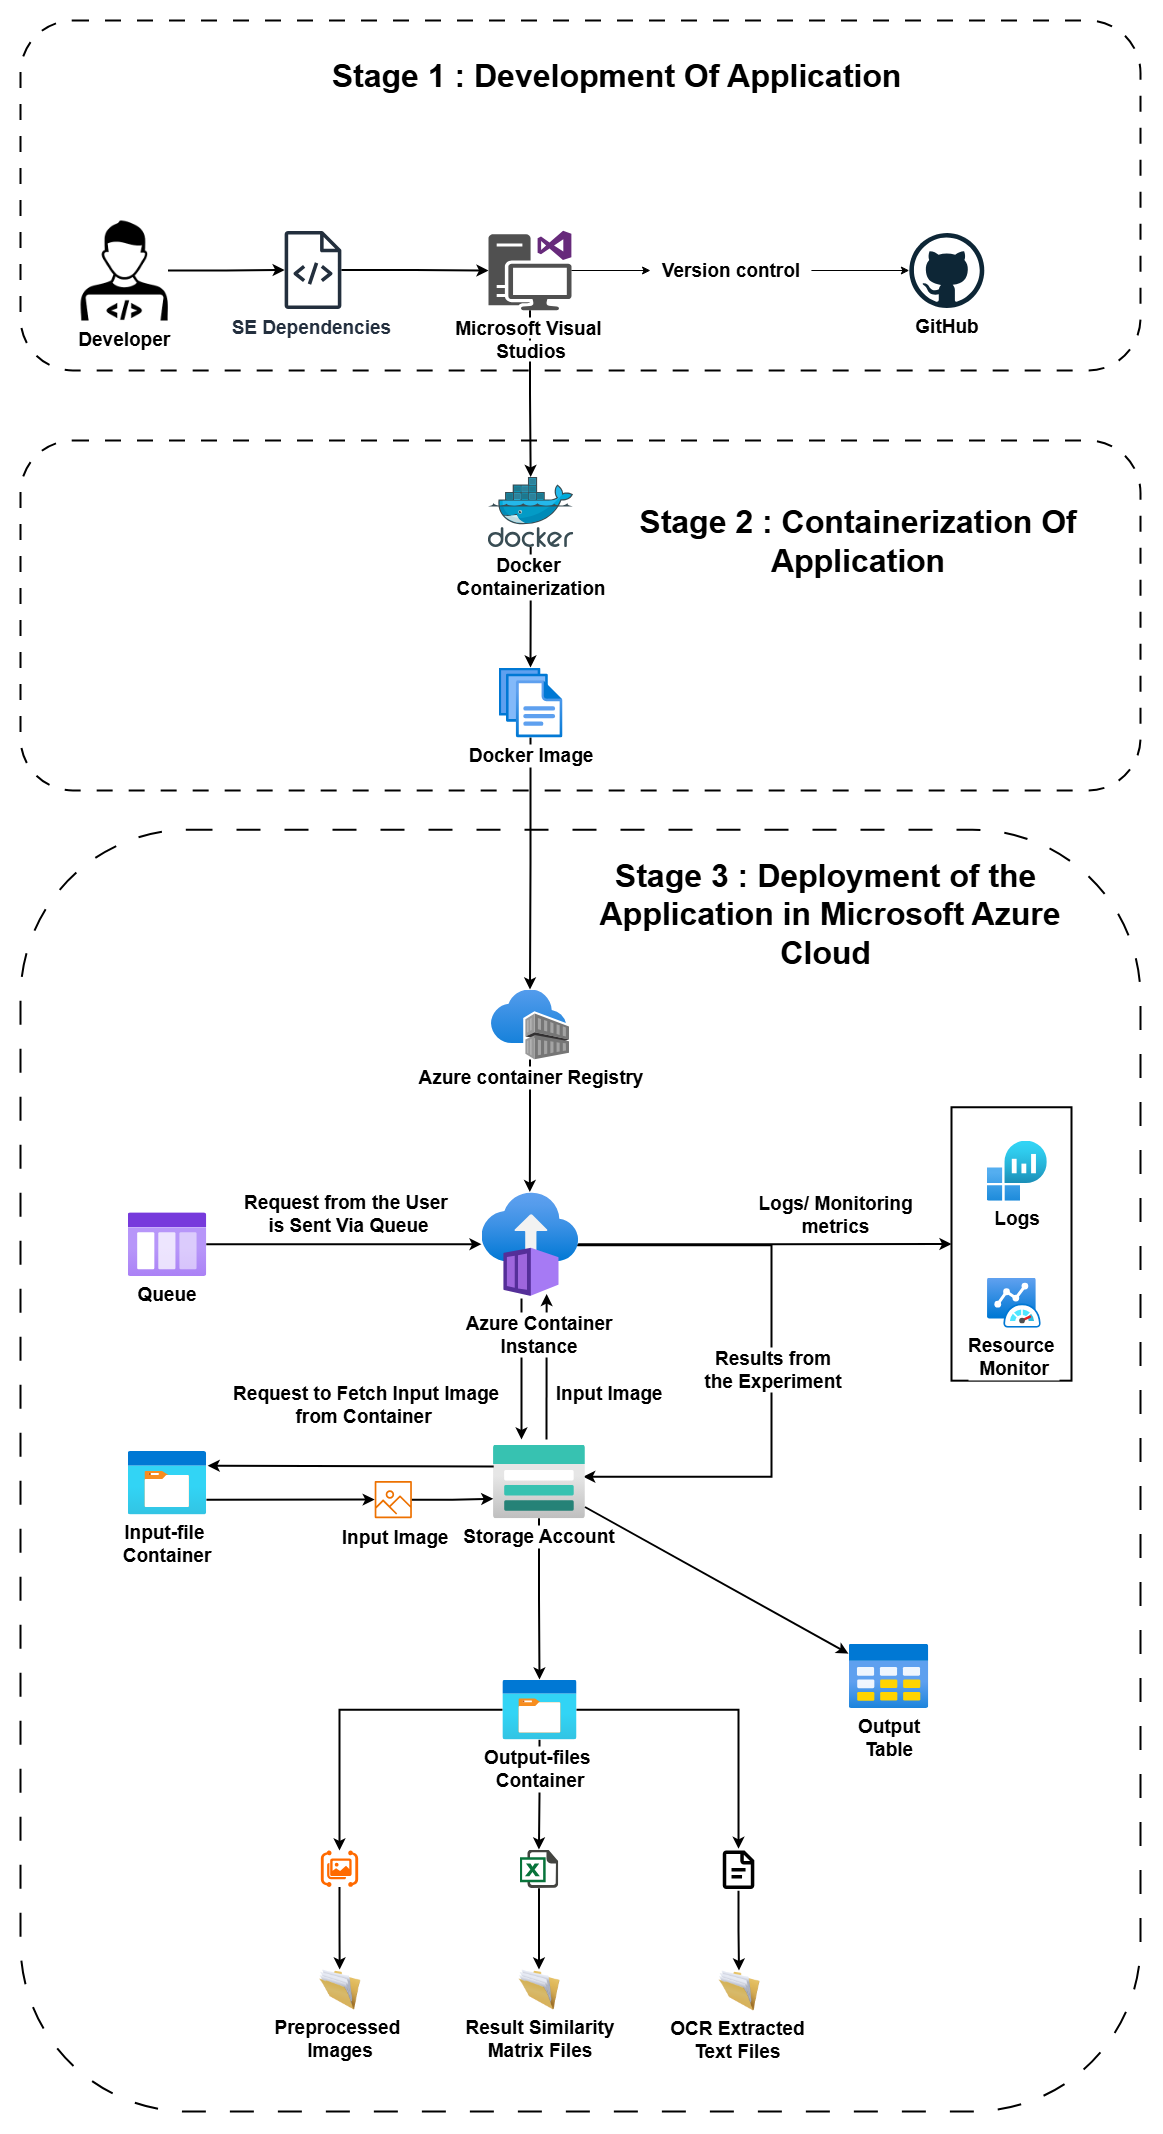 Stage 1 : Development Of Application
Developer
SE Dependencies
Microsoft Visual
Studios
Version control
GitHub
docker
Docker
Containerization
Stage 2 : Containerization Of
Application
Docker Image
Stage 3 : Deployment of the
Application in Microsoft Azure
Cloud
Azure container Registry
Request from the User
is Sent Via Queue
Queue
Azure Container
Instance
Logs/ Monitoring
metrics
Logs
Resource
Monitor
Results from
the Experiment
Request to Fetch Input Image
from Container
Input Image
Input-file
Container
Input Image
Storage Account
Output
Table
Output-files
Container
X
Preprocessed
Images
Result Similarity
Matrix Files
OCR Extracted
Text Files